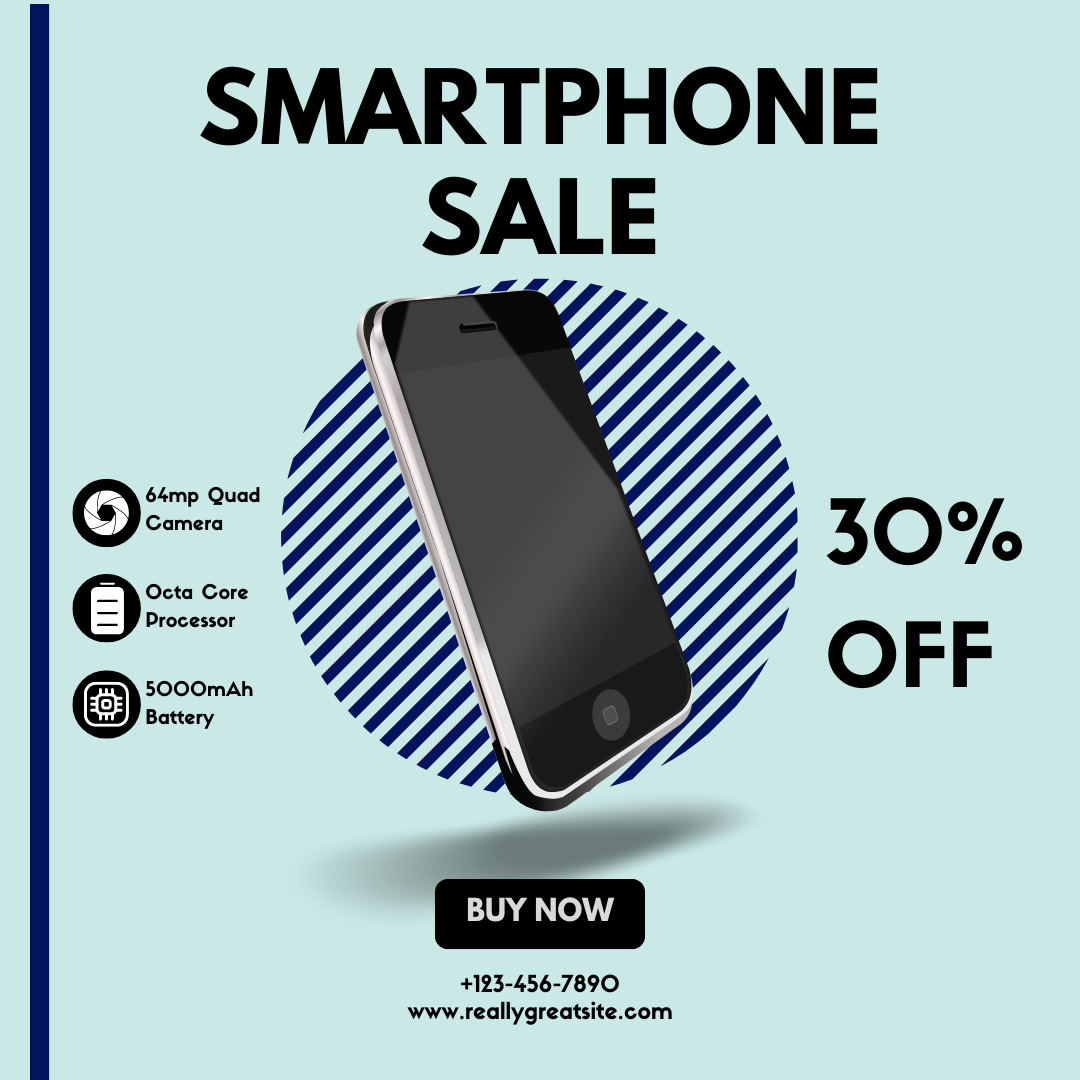 SMARTPHONE
SALE
64mp Quad
Camera
Octa Core
Processor
5000mAh
Battery
30%
OFF
BUY NOW
+123-456-7890
www.reallygreatsite.com